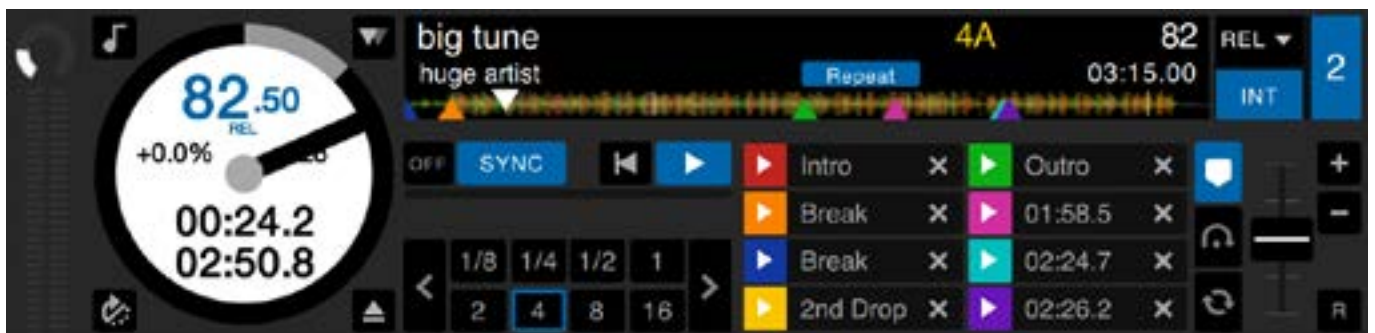 big tune 4A 82 REL
huge artist Repeat 03:15.00 INT
2
82.50
REL
+0.0%
00:24.2
02:50.8
OFF SYNC
1/8 1/4 1/2 1
2 4 8 16
Intro Outro
Break 01:58.5
Break 02:24.7
2nd Drop 02:26.2
+
-
R